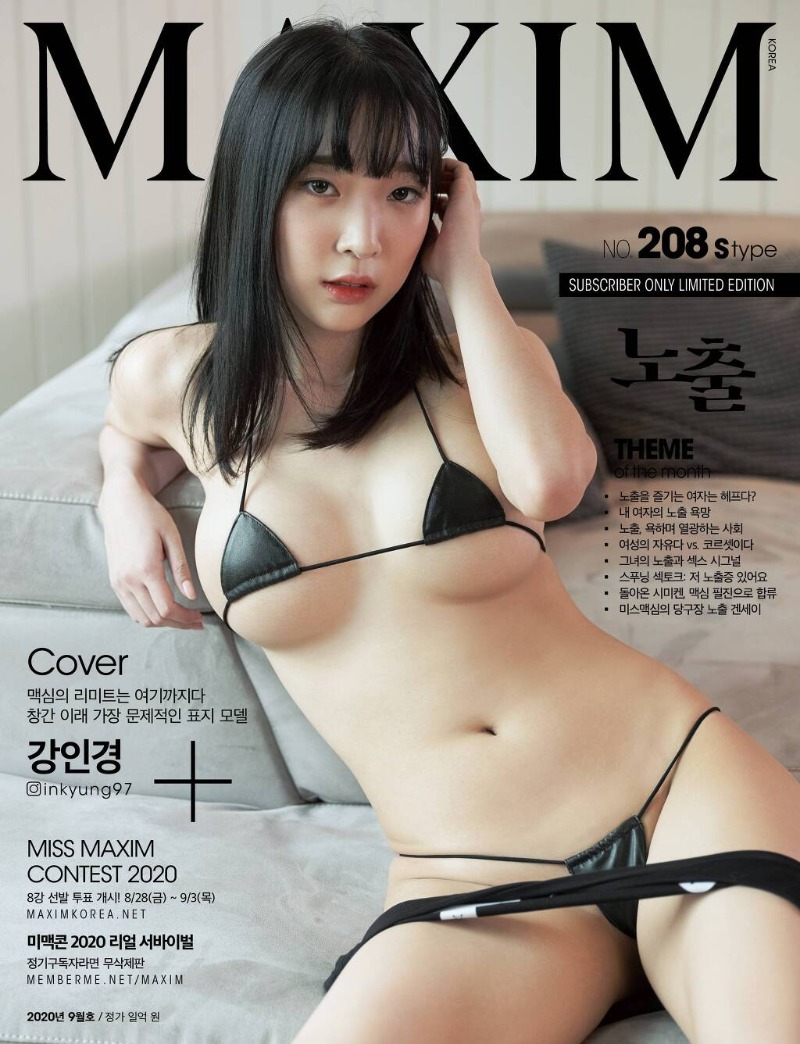 MAXIM
KOREA
NO. 208 s type
SUBSCRIBER ONLY LIMITED EDITION
노출
THEME
of the month
▪ 노출을 즐기는 여자는 헤프다?
▪ 내 여자의 노출 욕망
▪ 노출, 욕하며 열광하는 사회
▪ 여성의 자유다 vs. 코르셋이다
▪ 그녀의 노출과 섹스 시그널
▪ 스푸닝 섹토크: 저 노출증 있어요
▪ 돌아온 시미켄, 맥심 필진으로 합류
▪ 미스맥심의 당구장 노출 겐세이
Cover
맥심의 리미트는 여기까지다
창간 이래 가장 문제적인 표지 모델
강인경
inkyung97
MISS MAXIM
CONTEST 2020
8강 선발 투표 개시! 8/28(금) ~ 9/3(목)
MAXIMKOREA.NET
미맥콘 2020 리얼 서바이벌
정기구독자라면 무삭제판
MEMBERME.NET/MAXIM
2020년 9월호 / 정가 일억 원